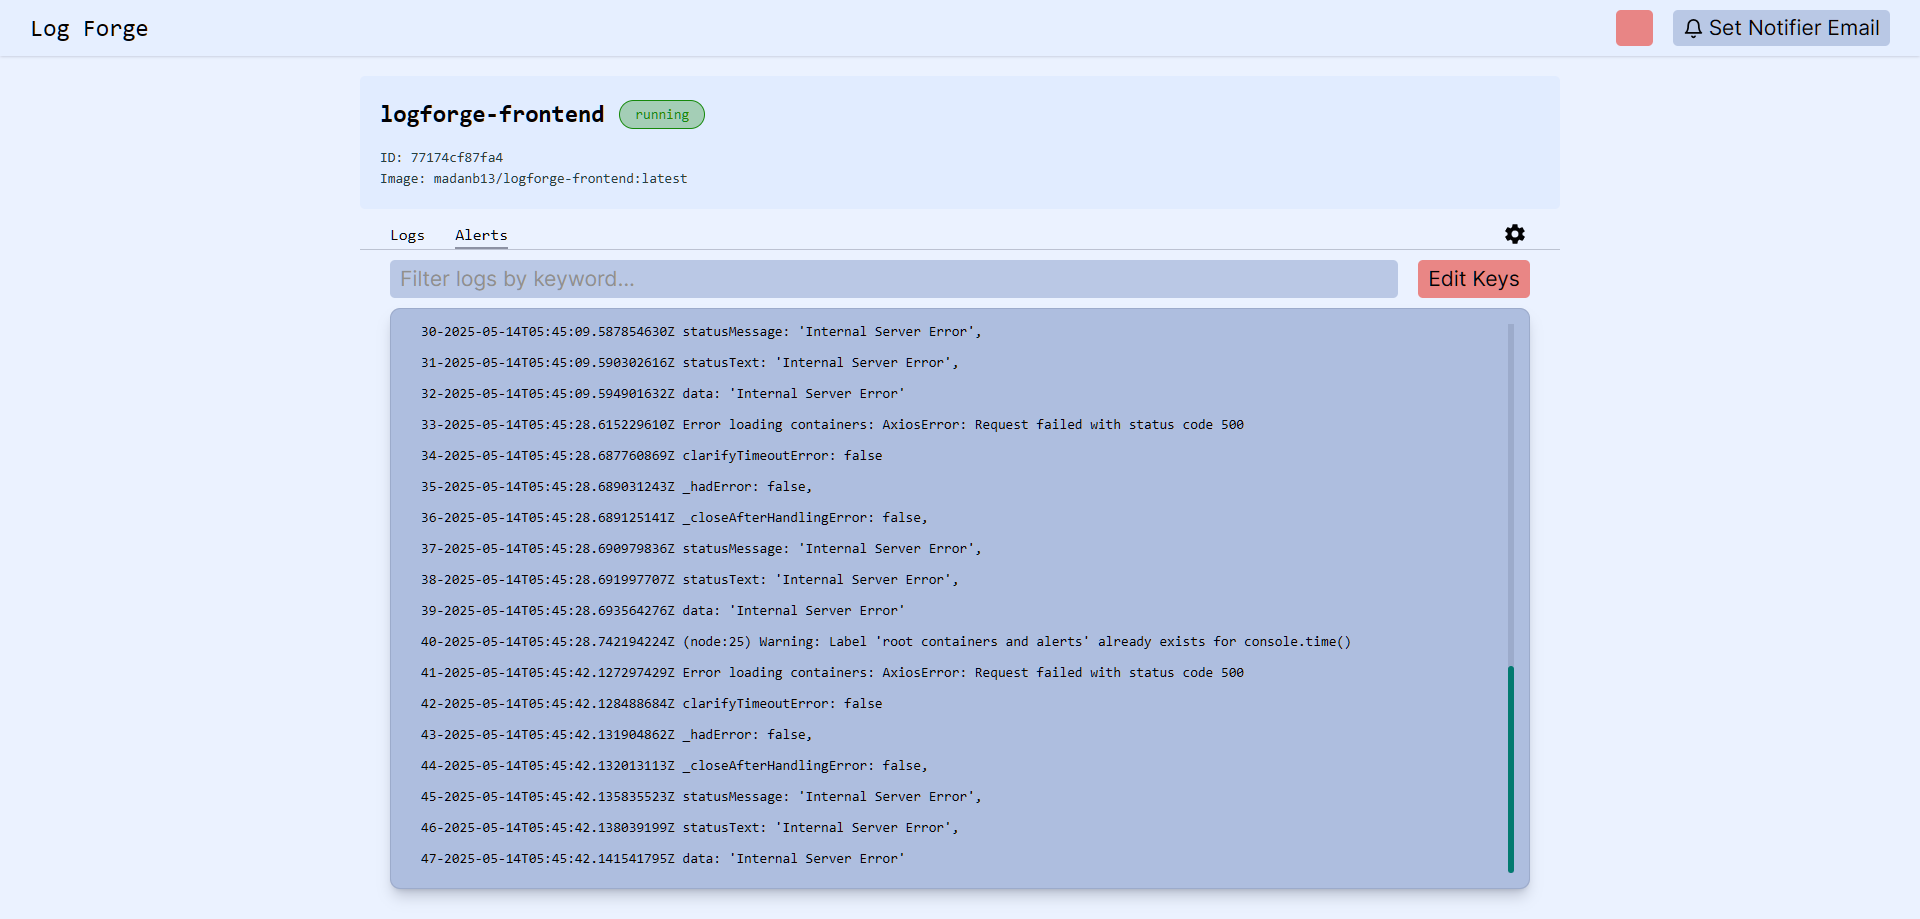 Log Forge
Set Notifier Email
logforge-frontend running
ID: 77174cf87fa4
Image: madanb13/logforge-frontend:latest
Logs Alerts
Filter logs by keyword...
Edit Keys
30-2025-05-14T05:45:09.587854630Z statusMessage: 'Internal Server Error',
31-2025-05-14T05:45:09.590302616Z statusText: 'Internal Server Error',
32-2025-05-14T05:45:09.594901632Z data: 'Internal Server Error'
33-2025-05-14T05:45:28.615229610Z Error loading containers: AxiosError: Request failed with status code 500
34-2025-05-14T05:45:28.687760869Z clarifyTimeoutError: false
35-2025-05-14T05:45:28.689031243Z _hadError: false,
36-2025-05-14T05:45:28.689125141Z _closeAfterHandlingError: false,
37-2025-05-14T05:45:28.690979836Z statusMessage: 'Internal Server Error',
38-2025-05-14T05:45:28.691997707Z statusText: 'Internal Server Error',
39-2025-05-14T05:45:28.693564276Z data: 'Internal Server Error'
40-2025-05-14T05:45:28.742194224Z (node:25) Warning: Label 'root containers and alerts' already exists for console.time()
41-2025-05-14T05:45:42.127297429Z Error loading containers: AxiosError: Request failed with status code 500
42-2025-05-14T05:45:42.128488684Z clarifyTimeoutError: false
43-2025-05-14T05:45:42.131904862Z _hadError: false,
44-2025-05-14T05:45:42.132013113Z _closeAfterHandlingError: false,
45-2025-05-14T05:45:42.135835523Z statusMessage: 'Internal Server Error',
46-2025-05-14T05:45:42.138039199Z statusText: 'Internal Server Error',
47-2025-05-14T05:45:42.141541795Z data: 'Internal Server Error'